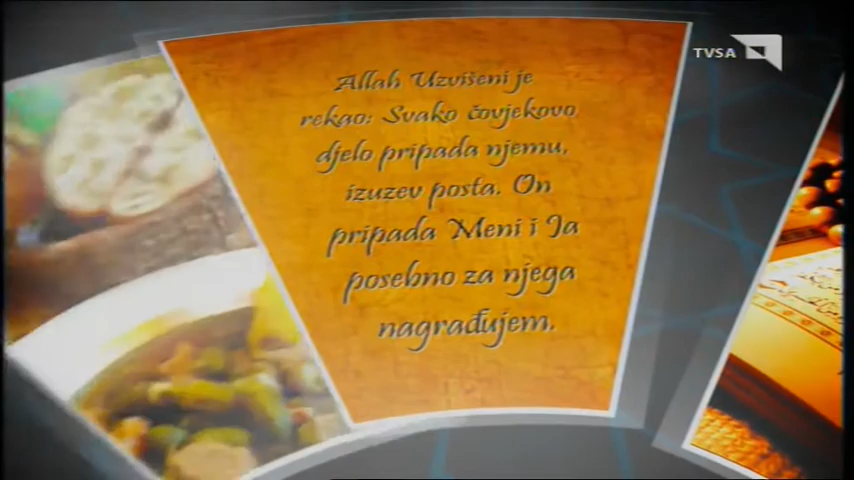 TVSA
Allah Uzvišeni je
rekao: Svako čovjekovo
djelo pripada njemu,
izuzev posta. On
pripada Meni i Ja
posebno za njega
nagrađujem.